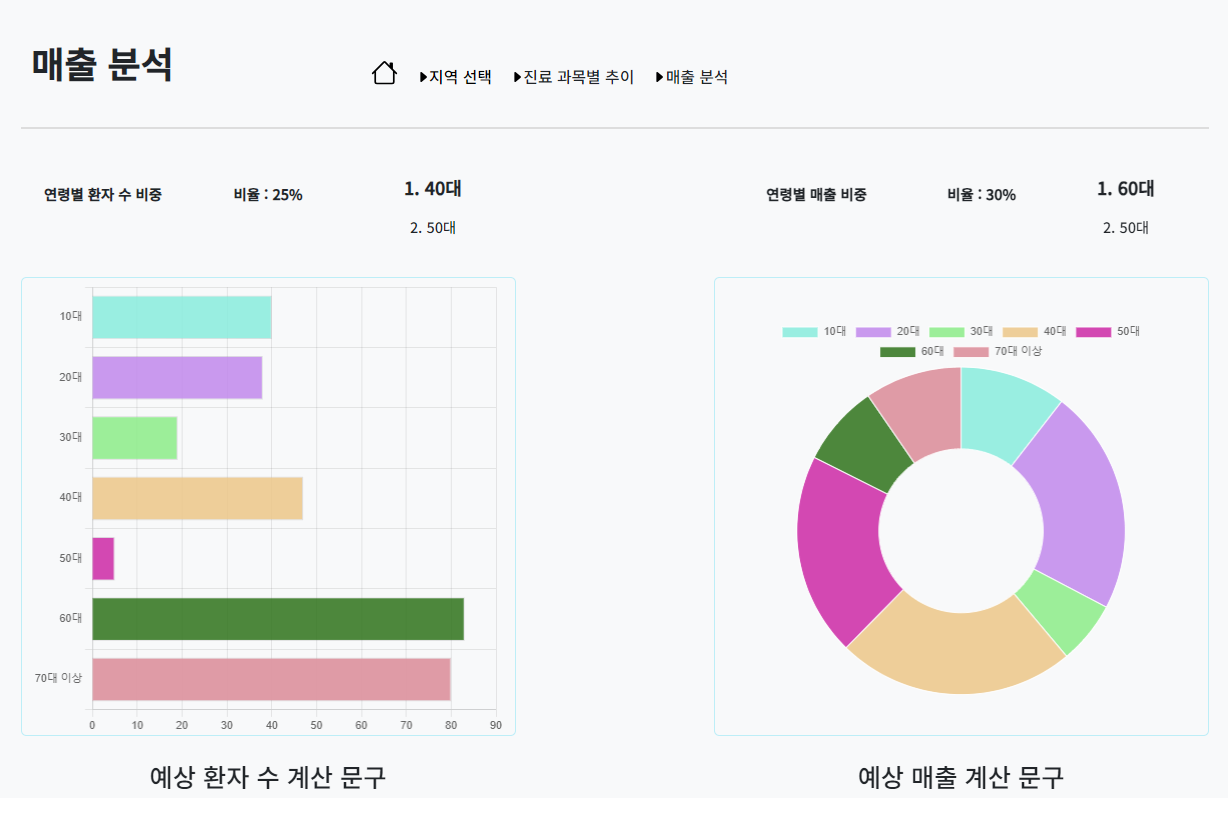 매출 분석
지역 선택 진료 과목별 추이 매출 분석
연령별 환자 수 비중 비율 : 25% 1. 40대
2. 50대
10대
20대
30대
40대
50대
60대
70대 이상
0 10 20 30 40 50 60 70 80 90
예상 환자 수 계산 문구
연령별 매출 비중 비율 : 30% 1. 60대
2. 50대
10대 20대 30대 40대 50대
60대 70대 이상
예상 매출 계산 문구